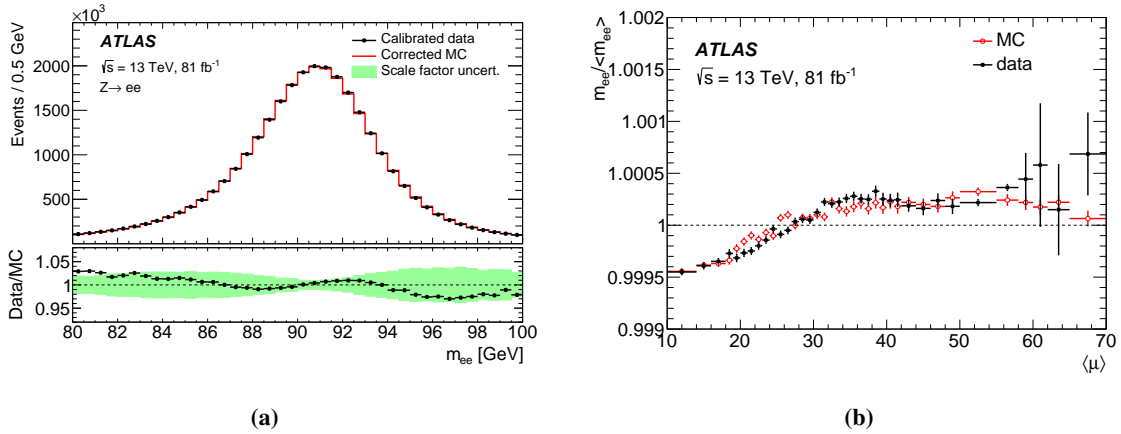 ×10³
ATLAS
√s = 13 TeV, 81 fb⁻¹
Z→ ee
Calibrated data
Corrected MC
Scale factor uncert.
Events / 0.5 GeV
2000
1500
1000
500
Data/MC
1.05
1
0.95
80 82 84 86 88 90 92 94 96 98 100
m_ee [GeV]
(a)
m_ee/<m_ee>
1.002
1.0015
1.001
1.0005
1
0.9995
0.999
ATLAS
√s = 13 TeV, 81 fb⁻¹
MC
data
10 20 30 40 50 60 70
⟨μ⟩
(b)